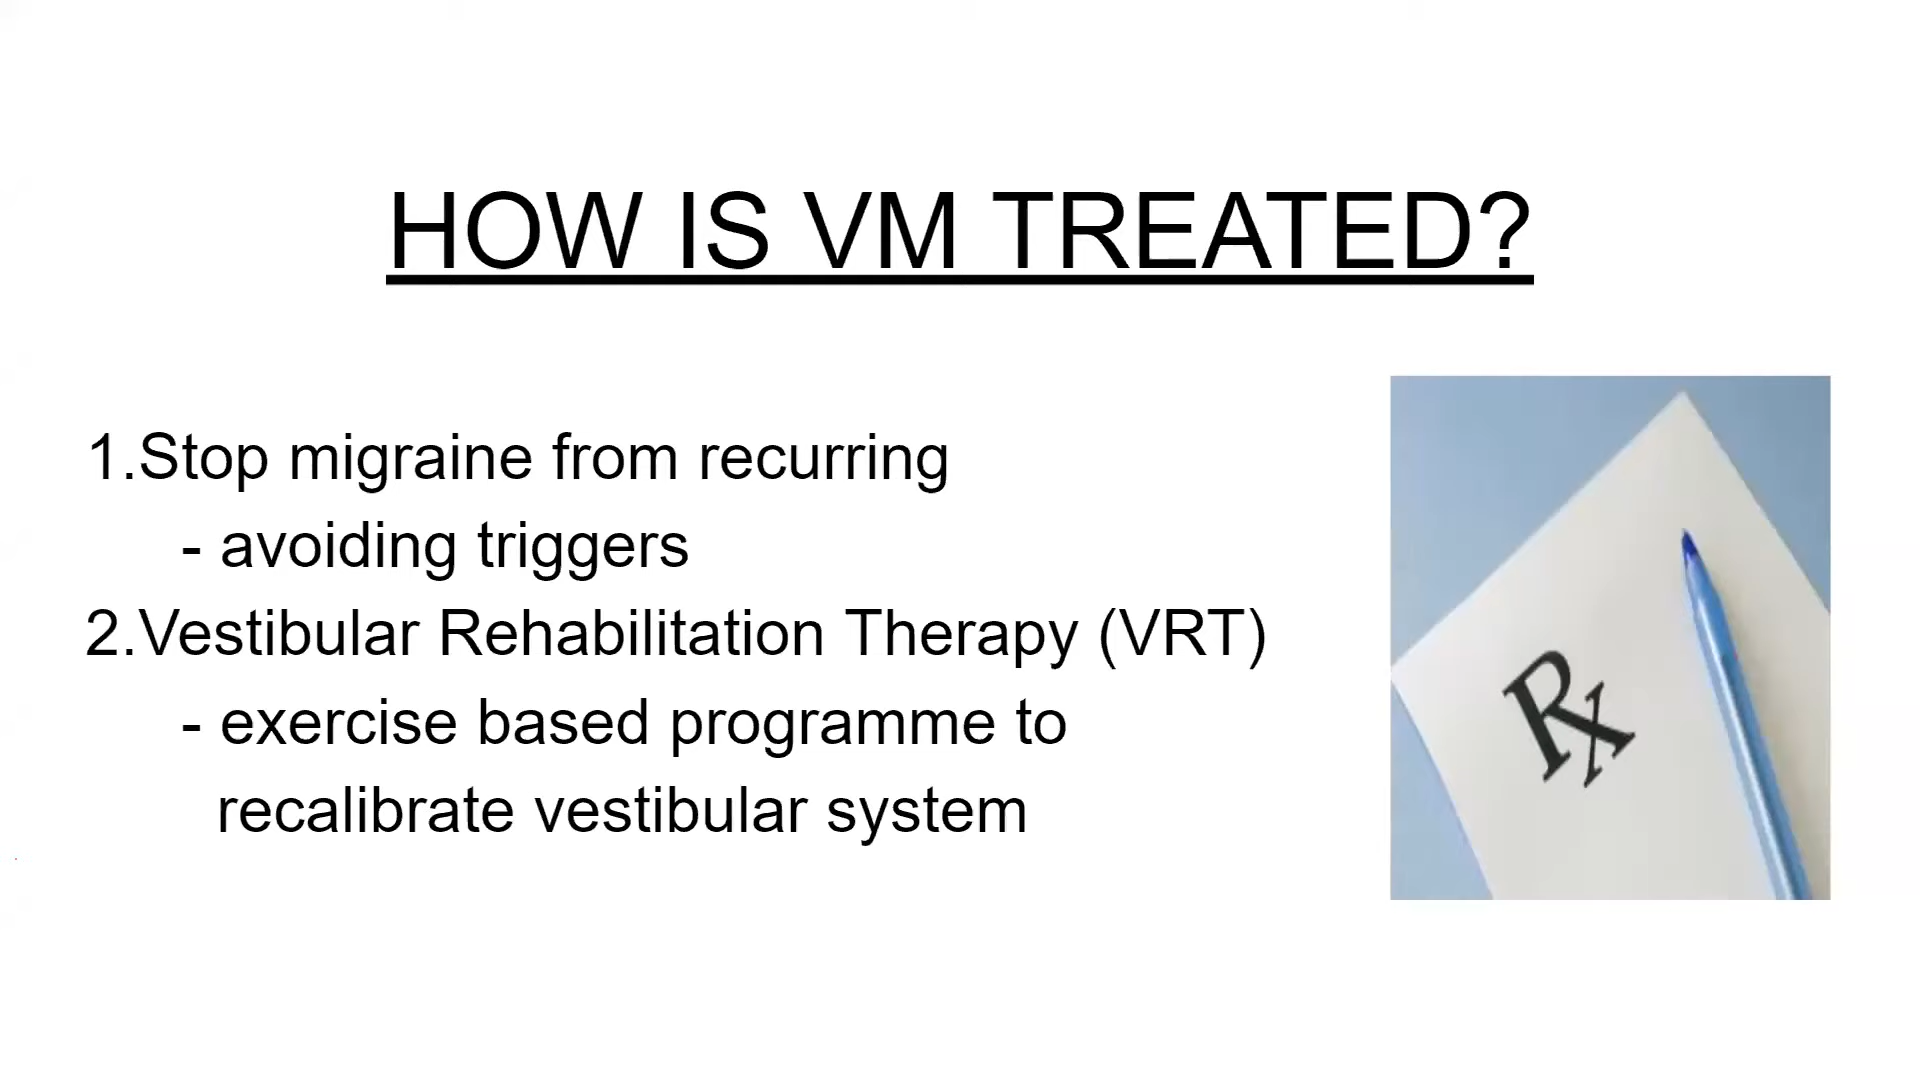 HOW IS VM TREATED?
1.Stop migraine from recurring
- avoiding triggers
2.Vestibular Rehabilitation Therapy (VRT)
- exercise based programme to
recalibrate vestibular system
Rx